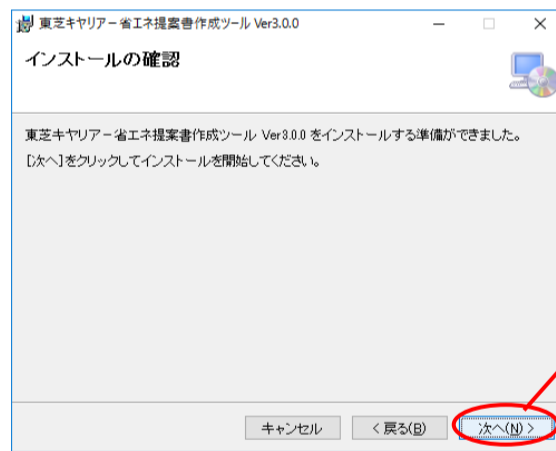 東芝キヤリアー省エネ提案書作成ツール Ver3.0.0
インストールの確認
東芝キヤリアー省エネ提案書作成ツール Ver3.0.0 をインストールする準備ができました。
[次へ]をクリックしてインストールを開始してください。
キャンセル
< 戻る(B)
次へ(N) >